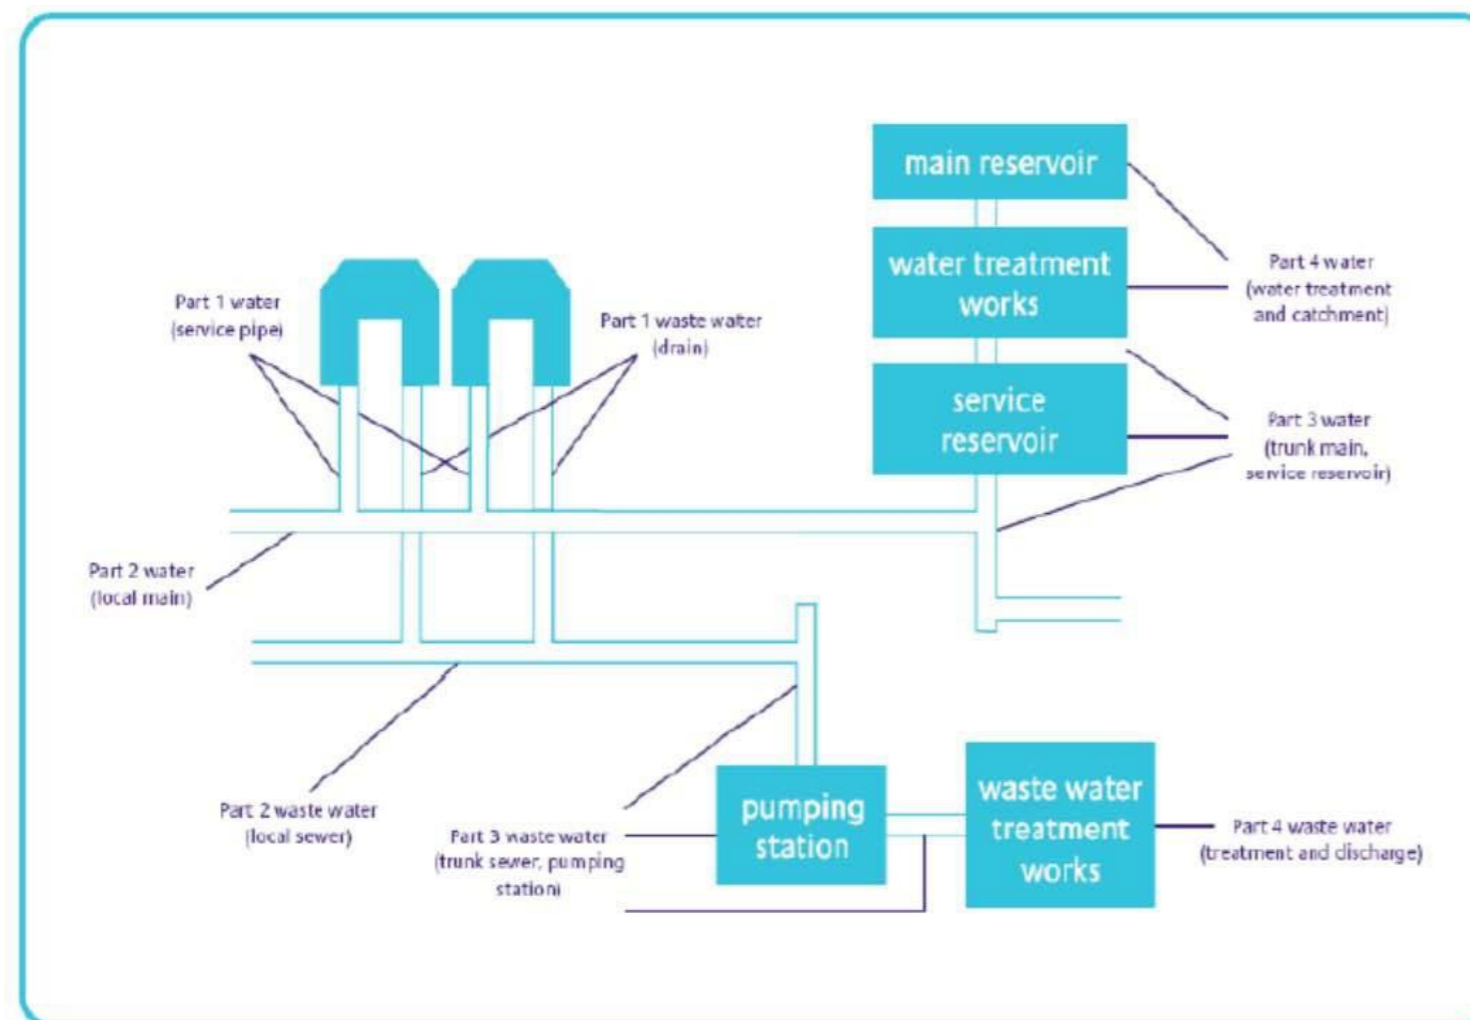 main reservoir
water treatment
works
Part 4 water
(water treatment
and catchment)
Part 1 water
(service pipe)
Part 1 waste water
(drain)
service
reservoir
Part 3 water
(trunk main,
service reservoir)
Part 2 water
(local main)
Part 2 waste water
(local sewer)
Part 3 waste water
(trunk sewer, pumping
station)
pumping
station
waste water
treatment
works
Part 4 waste water
(treatment and discharge)